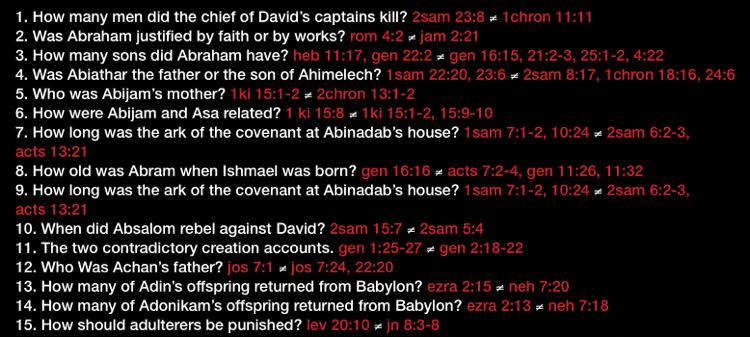 1. How many men did the chief of David's captains kill? 2sam 23:8 ≠ 1chron 11:11
2. Was Abraham justified by faith or by works? rom 4:2 ≠ jam 2:21
3. How many sons did Abraham have? heb 11:17, gen 22:2 ≠ gen 16:15, 21:2-3, 25:1-2, 4:22
4. Was Abiathar the father or the son of Ahimelech? 1sam 22:20, 23:6 ≠ 2sam 8:17, 1chron 18:16, 24:6
5. Who was Abijam's mother? 1ki 15:1-2 ≠ 2chron 13:1-2
6. How were Abijam and Asa related? 1 ki 15:8 ≠ 1ki 15:1-2, 15:9-10
7. How long was the ark of the covenant at Abinadab's house? 1sam 7:1-2, 10:24 ≠ 2sam 6:2-3,
acts 13:21
8. How old was Abram when Ishmael was born? gen 16:16 ≠ acts 7:2-4, gen 11:26, 11:32
9. How long was the ark of the covenant at Abinadab's house? 1sam 7:1-2, 10:24 ≠ 2sam 6:2-3,
acts 13:21
10. When did Absalom rebel against David? 2sam 15:7 ≠ 2sam 5:4
11. The two contradictory creation accounts. gen 1:25-27 ≠ gen 2:18-22
12. Who Was Achan's father? jos 7:1 ≠ jos 7:24, 22:20
13. How many of Adin's offspring returned from Babylon? ezra 2:15 ≠ neh 7:20
14. How many of Adonikam's offspring returned from Babylon? ezra 2:13 ≠ neh 7:18
15. How should adulterers be punished? lev 20:10 ≠ jn 8:3-8